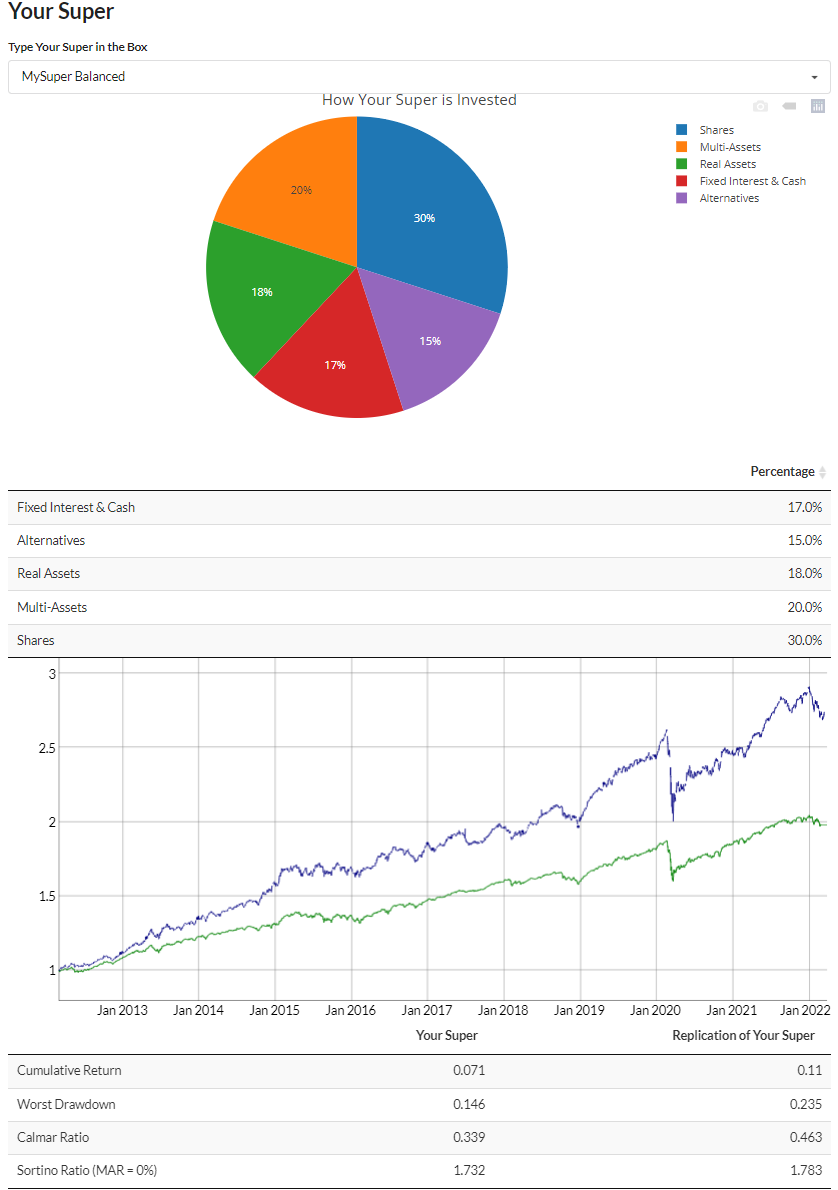 Your Super
Type Your Super in the Box
MySuper Balanced
How Your Super is Invested
Shares
Multi-Assets
Real Assets
Fixed Interest & Cash
Alternatives
20%
30%
18%
15%
17%
Percentage
Fixed Interest & Cash 17.0%
Alternatives 15.0%
Real Assets 18.0%
Multi-Assets 20.0%
Shares 30.0%
3
2.5
2
1.5
1
Jan 2013 Jan 2014 Jan 2015 Jan 2016 Jan 2017 Jan 2018 Jan 2019 Jan 2020 Jan 2021 Jan 2022
Your Super Replication of Your Super
Cumulative Return 0.071 0.11
Worst Drawdown 0.146 0.235
Calmar Ratio 0.339 0.463
Sortino Ratio (MAR = 0%) 1.732 1.783